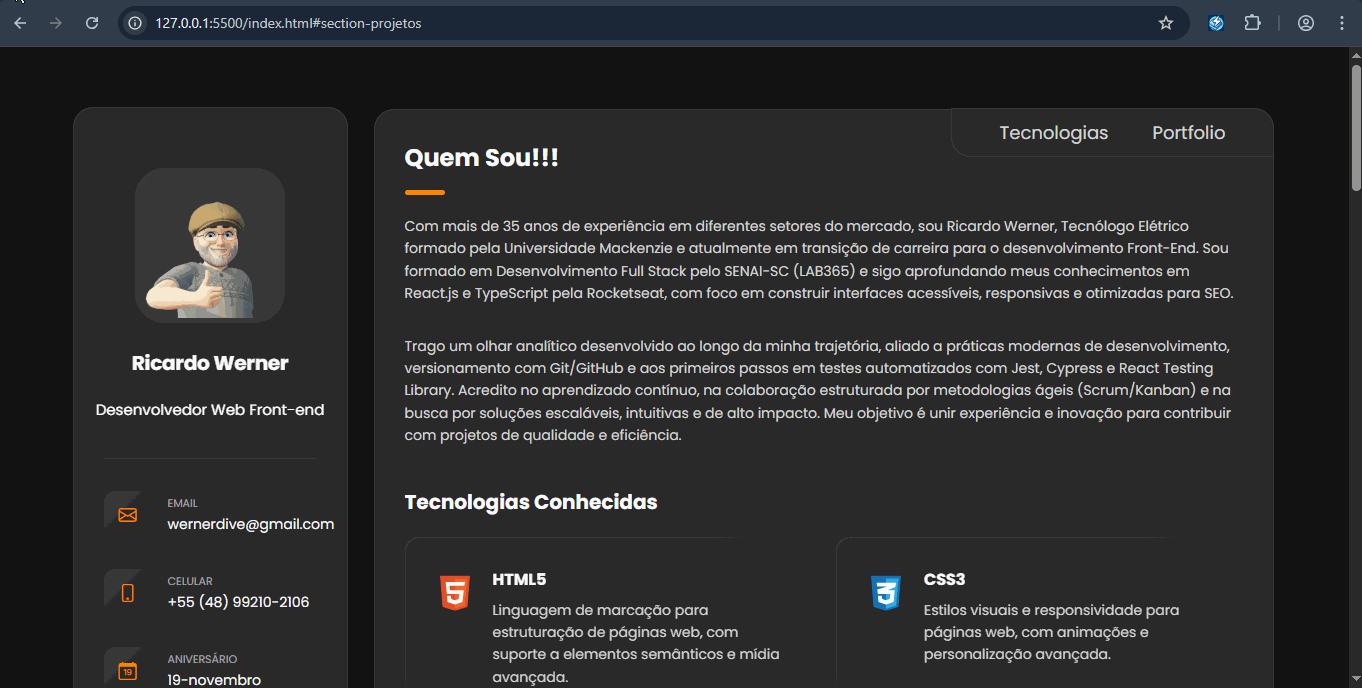 127.0.0.1:5500/index.html#section-projetos
Tecnologias
Portfolio
Ricardo Werner
Desenvolvedor Web Front-end
EMAIL
wernerdive@gmail.com
CELULAR
+55 (48) 99210-2106
19
ANIVERSÁRIO
19-novembro
Quem Sou!!!
Com mais de 35 anos de experiência em diferentes setores do mercado, sou Ricardo Werner, Tecnólogo Elétrico
formado pela Universidade Mackenzie e atualmente em transição de carreira para o desenvolvimento Front-End. Sou
formado em Desenvolvimento Full Stack pelo SENAI-SC (LAB365) e sigo aprofundando meus conhecimentos em
React.js e TypeScript pela Rocketseat, com foco em construir interfaces acessíveis, responsivas e otimizadas para SEO.
Trago um olhar analítico desenvolvido ao longo da minha trajetória, aliado a práticas modernas de desenvolvimento,
versionamento com Git/GitHub e aos primeiros passos em testes automatizados com Jest, Cypress e React Testing
Library. Acredito no aprendizado contínuo, na colaboração estruturada por metodologias ágeis (Scrum/Kanban) e na
busca por soluções escaláveis, intuitivas e de alto impacto. Meu objetivo é unir experiência e inovação para contribuir
com projetos de qualidade e eficiência.
Tecnologias Conhecidas
5
HTML5
Linguagem de marcação para
estruturação de páginas web, com
suporte a elementos semânticos e mídia
avançada.
3
CSS3
Estilos visuais e responsividade para
páginas web, com animações e
personalização avançada.